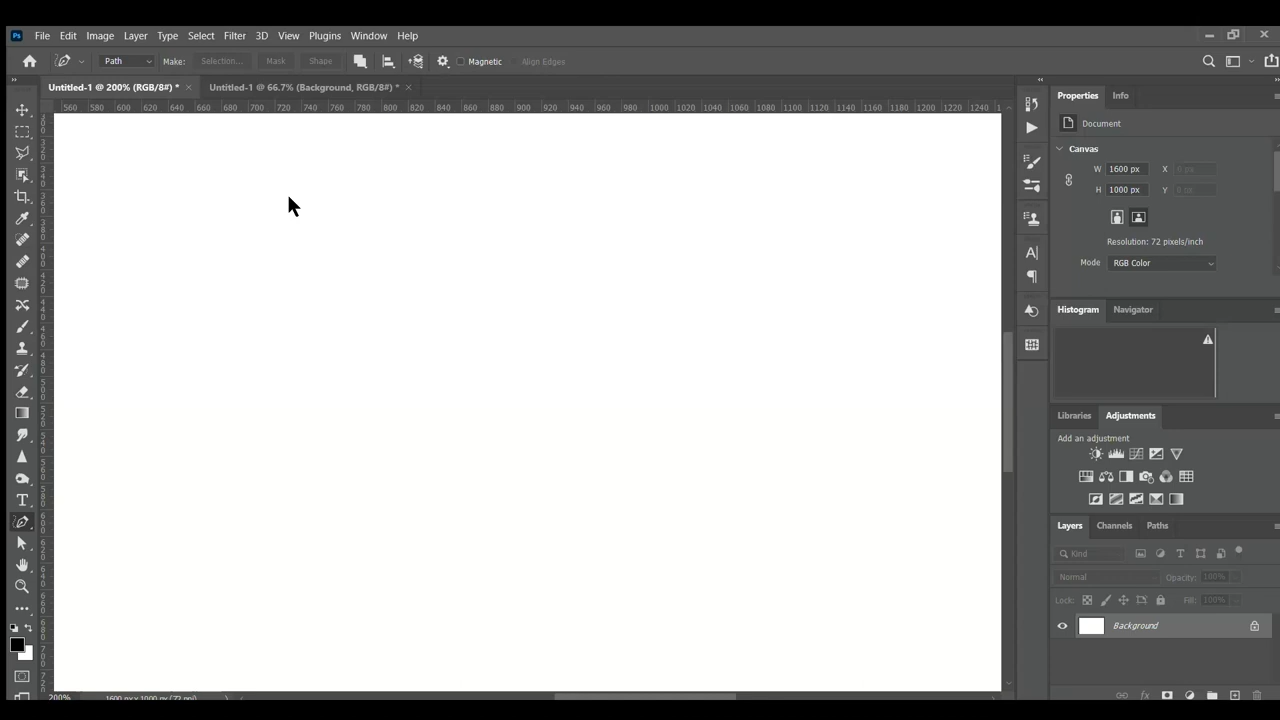 Ps File Edit Image Layer Type Select Filter 3D View Plugins Window Help
Path Make: Selection... Mask Shape Magnetic Align Edges
Untitled-1 @ 200% (RGB/8#) * × Untitled-1 @ 66.7% (Background, RGB/8#) * ×
560 580 600 620 640 660 680 700 720 740 760 780 800 820 840 860 880 900 920 940 960 980 1000 1020 1040 1060 1080 1100 1120 1140 1160 1180 1200 1220 1240
Properties Info
Document
Canvas
W 1600 px X 0 px
H 1000 px Y 0 px
Resolution: 72 pixels/inch
Mode RGB Color
Histogram Navigator
Libraries Adjustments
Add an adjustment
Layers Channels Paths
Kind
Normal Opacity: 100%
Lock: Fill: 100%
Background
200% 1600 px x 1000 px (72 ppi)